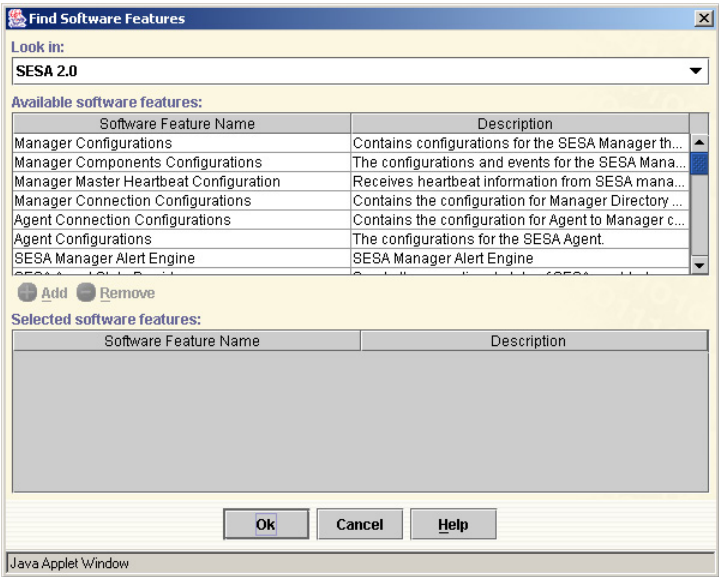 Find Software Features
Look in:
SESA 2.0
Available software features:
Software Feature Name Description
Manager Configurations Contains configurations for the SESA Manager th...
Manager Components Configurations The configurations and events for the SESA Mana...
Manager Master Heartbeat Configuration Receives heartbeat information from SESA mana...
Manager Connection Configurations Contains the configuration for Manager Directory ...
Agent Connection Configurations Contains the configuration for Agent to Manager c...
Agent Configurations The configurations for the SESA Agent.
SESA Manager Alert Engine SESA Manager Alert Engine
Add Remove
Selected software features:
Software Feature Name Description
Ok Cancel Help
Java Applet Window